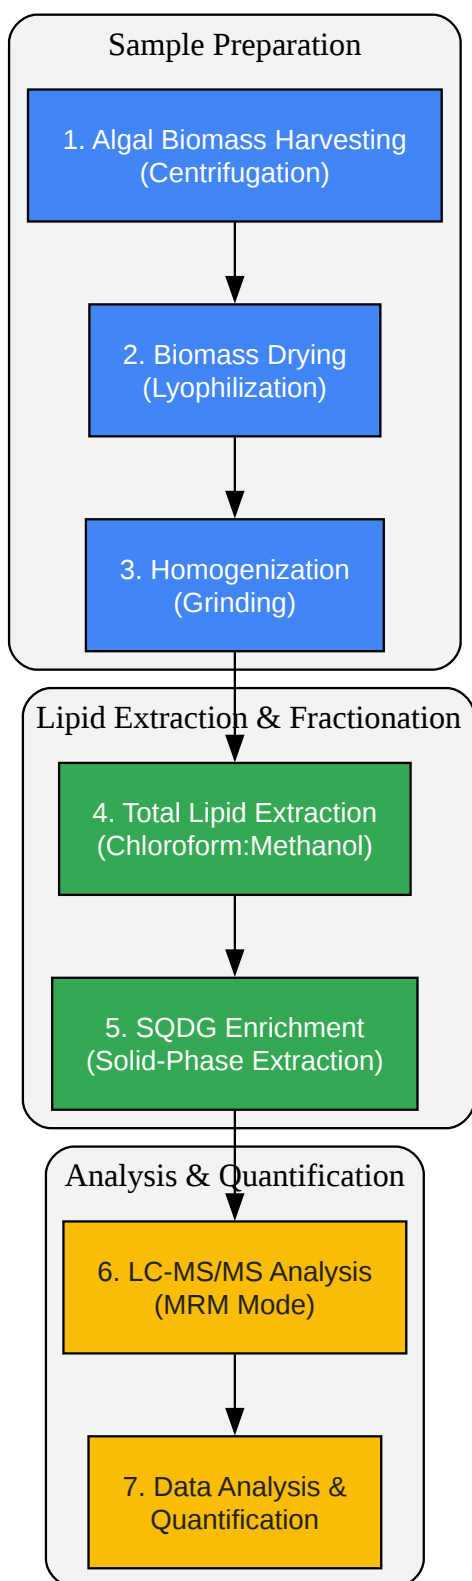 Sample Preparation
1. Algal Biomass Harvesting
(Centrifugation)
2. Biomass Drying
(Lyophilization)
3. Homogenization
(Grinding)
Lipid Extraction & Fractionation
4. Total Lipid Extraction
(Chloroform:Methanol)
5. SQDG Enrichment
(Solid-Phase Extraction)
Analysis & Quantification
6. LC-MS/MS Analysis
(MRM Mode)
7. Data Analysis &
Quantification